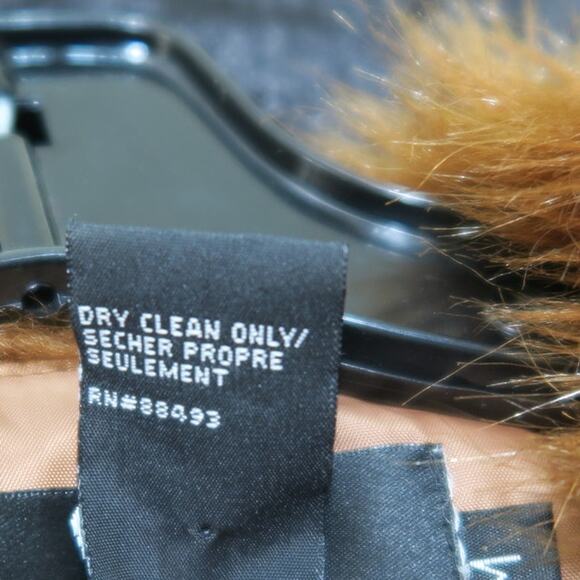 DRY CLEAN ONLY/
SECHER PROPRE
SEULEMENT
RN#88493